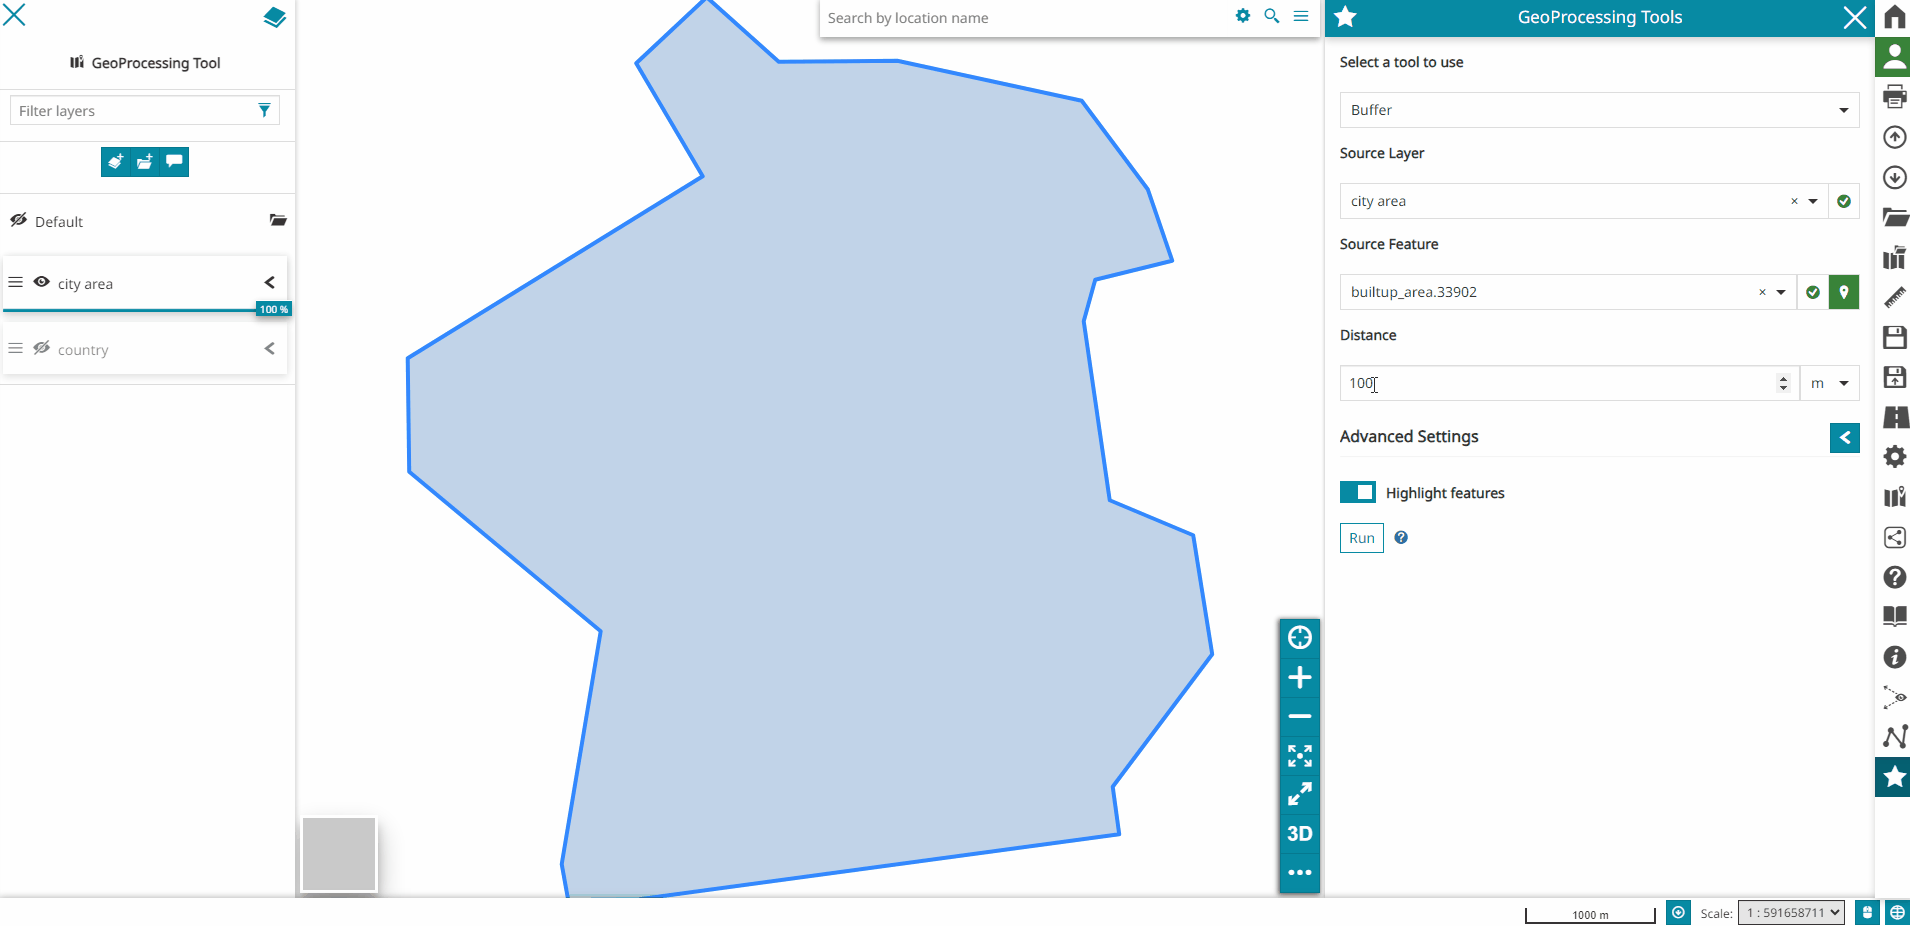 GeoProcessing Tool
Filter layers
Default
city area
100 %
country
Search by location name
3D
GeoProcessing Tools
Select a tool to use
Buffer
Source Layer
city area
Source Feature
builtup_area.33902
Distance
100
m
Advanced Settings
Highlight features
Run
1000 m
Scale:
1 : 591658711